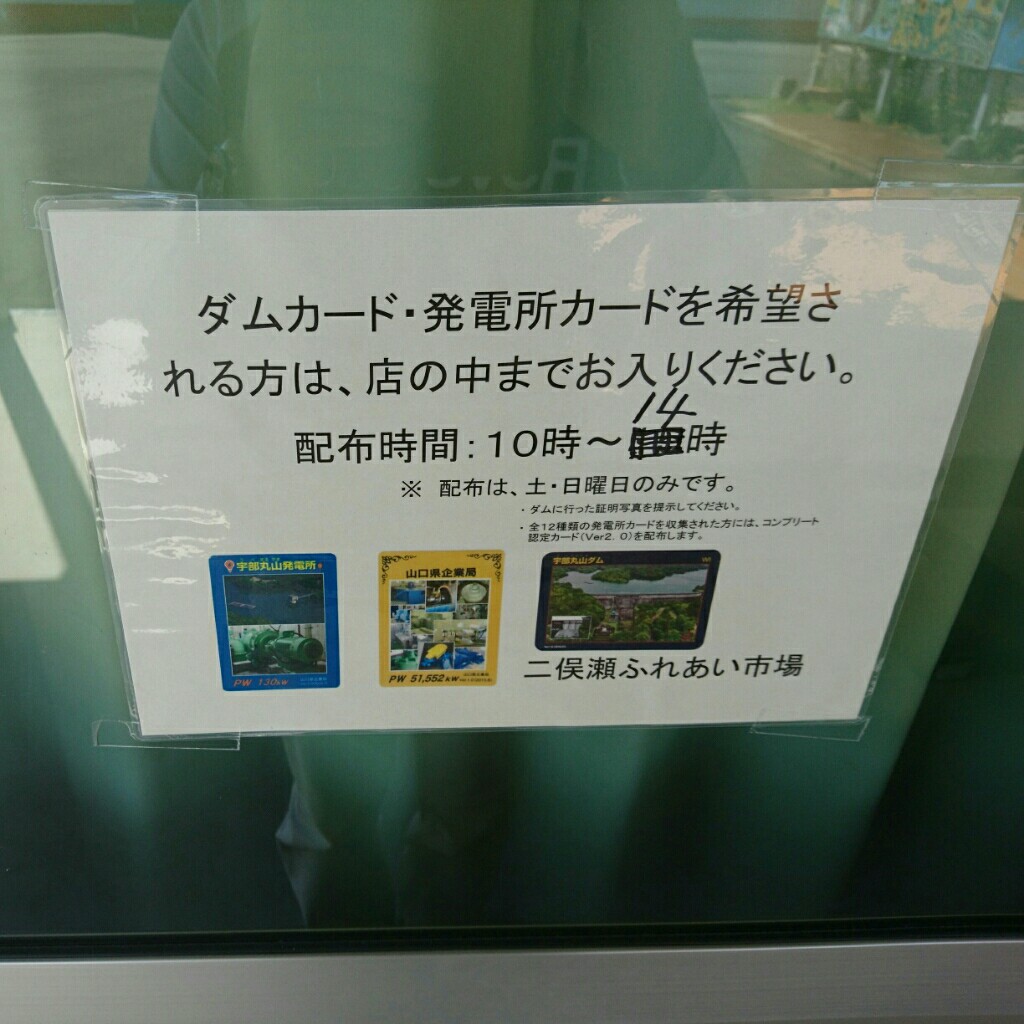 ダムカード・発電所カードを希望さ
れる方は、店の中までお入りください。
配布時間:10時～14時
※ 配布は、土・日曜日のみです。
・ダムに行った証明写真を提示してください。
・全12種類の発電所カードを収集された方には、コンプリート
認定カード(Ver2.0)を配布します。
宇部丸山発電所
PW 130kW
山口県企業局
PW 51,552kW
宇部丸山ダム
二俣瀬ふれあい市場